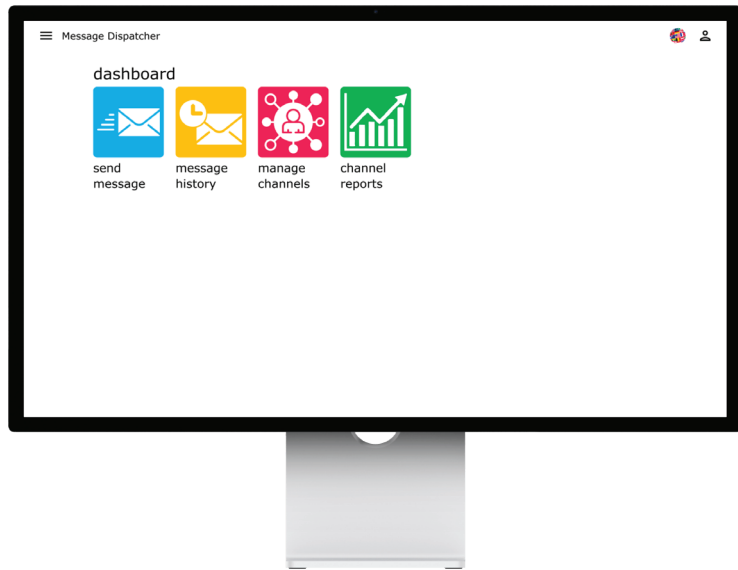 Message Dispatcher
dashboard
send
message
message
history
manage
channels
channel
reports